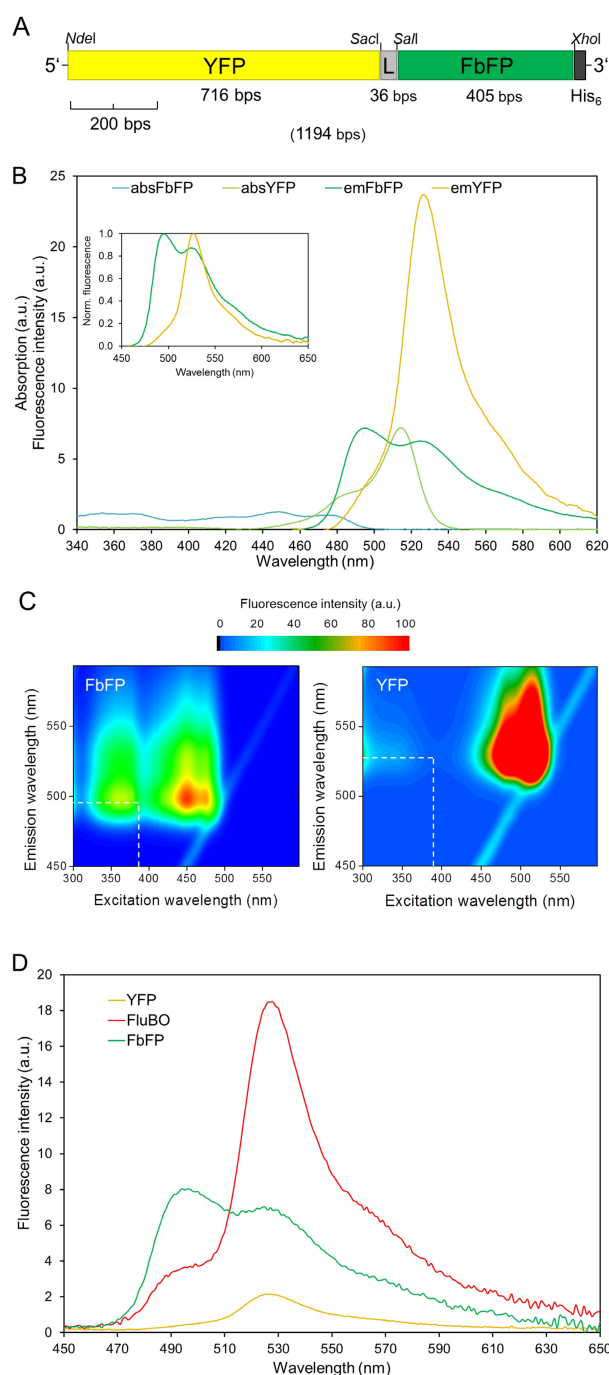 A
NdeI SacI SalI XhoI
5‘ YFP L FbFP 3‘
716 bps 36 bps 405 bps His6
200 bps (1194 bps)
B
absFbFP absYFP emFbFP emYFP
Absorption (a.u.)
Fluorescence intensity (a.u.)
25
20
15
10
5
0
340 360 380 400 420 440 460 480 500 520 540 560 580 600 620
Wavelength (nm)
Norm. fluorescence
1.0
0.8
0.6
0.4
0.2
0.0
450 500 550 600 650
Wavelength (nm)
C
Fluorescence intensity (a.u.)
0 20 40 60 80 100
FbFP
Emission wavelength (nm)
550
500
450
300 350 400 450 500 550
Excitation wavelength (nm)
YFP
Emission wavelength (nm)
550
500
450
300 350 400 450 500 550
Excitation wavelength (nm)
D
YFP
FluBO
FbFP
Fluorescence intensity (a.u.)
20
18
16
14
12
10
8
6
4
2
0
450 470 490 510 530 550 570 590 610 630 650
Wavelength (nm)